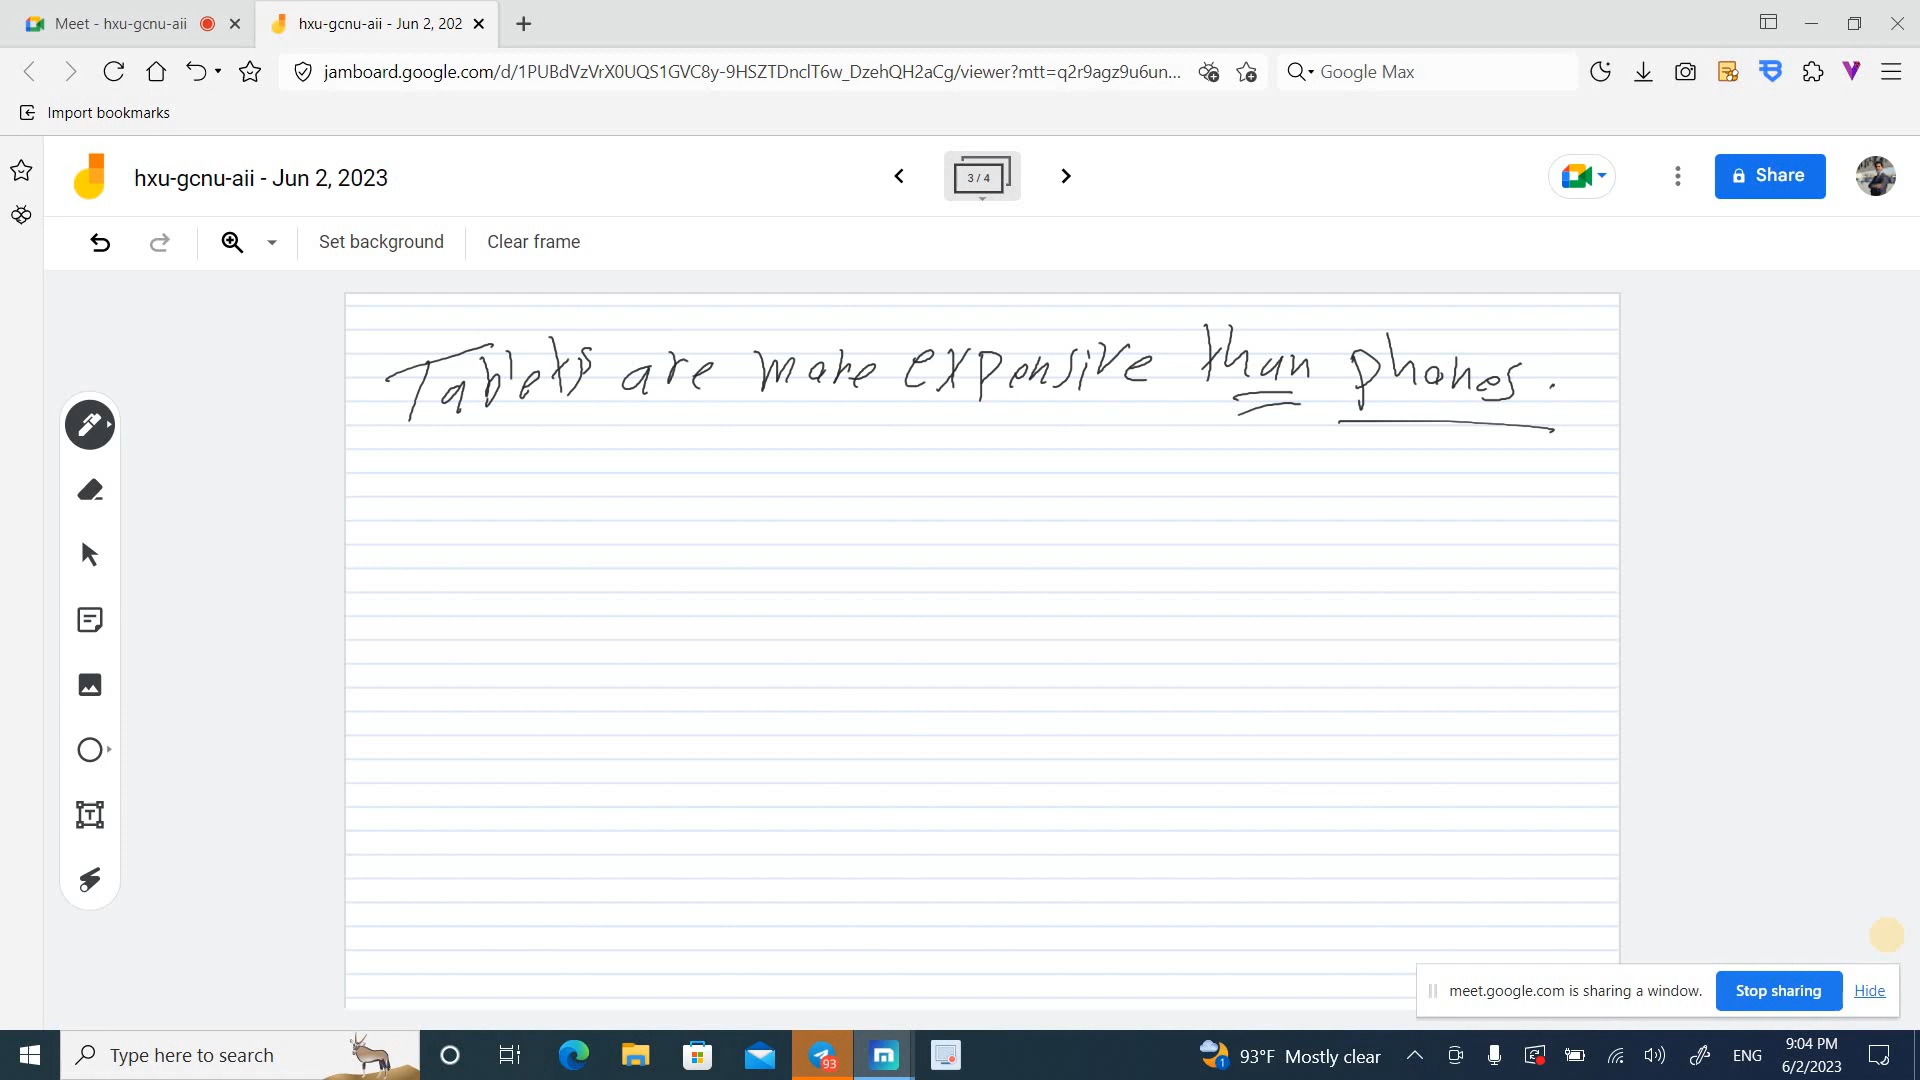 Meet - hxu-gcnu-aii
hxu-gcnu-aii - Jun 2, 202
jamboard.google.com/d/1PUBdVzVrX0UQS1GVC8y-9HSZTDnclT6w_DzehQH2aCg/viewer?mtt=q2r9agz9u6un...
Google Max
Import bookmarks
hxu-gcnu-aii - Jun 2, 2023
3 / 4
Share
Set background
Clear frame
Tablets are more expensive than phones.
meet.google.com is sharing a window.
Stop sharing
Hide
Type here to search
93
1
93°F Mostly clear
ENG
9:04 PM
6/2/2023